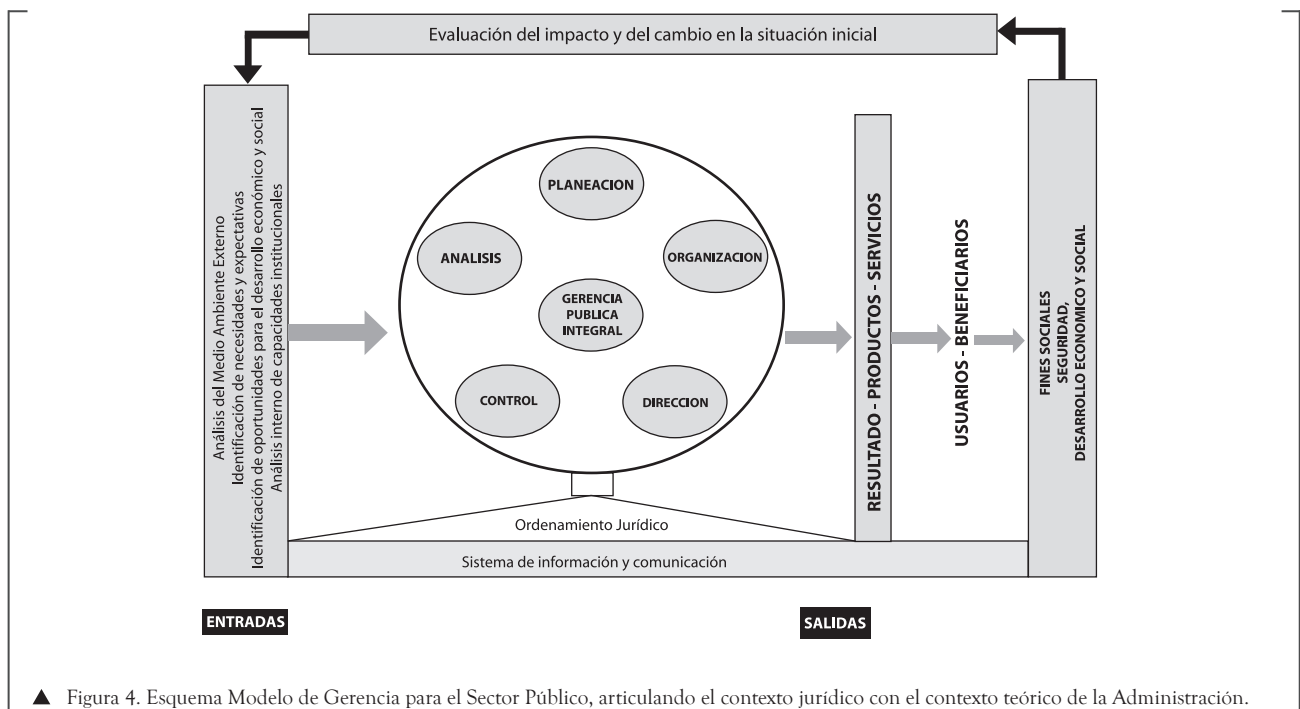 Evaluación del impacto y del cambio en la situación inicial
Análisis del Medio Ambiente Externo
Identificación de necesidades y expectativas
Identificación de oportunidades para el desarrollo económico y social
Análisis interno de capacidades institucionales
PLANEACION
ANALISIS
ORGANIZACION
GERENCIA
PUBLICA
INTEGRAL
CONTROL
DIRECCION
RESULTADO - PRODUCTOS - SERVICIOS
USUARIOS - BENEFICIARIOS
FINES SOCIALES
SEGURIDAD,
DESARROLLO ECONOMICO Y SOCIAL
Ordenamiento Jurídico
Sistema de información y comunicación
ENTRADAS
SALIDAS
▲ Figura 4. Esquema Modelo de Gerencia para el Sector Público, articulando el contexto jurídico con el contexto teórico de la Administración.